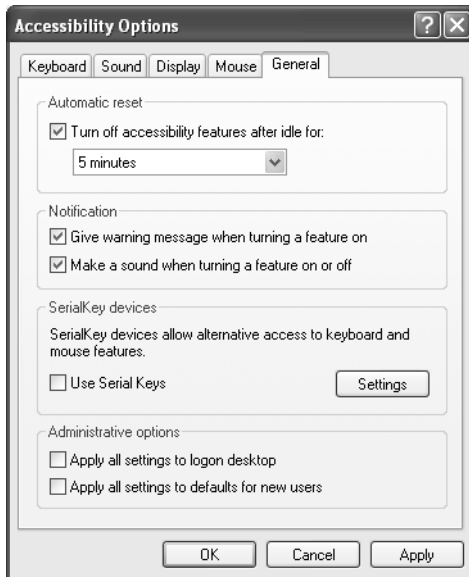 Accessibility Options
Keyboard Sound Display Mouse General
Automatic reset
Turn off accessibility features after idle for:
5 minutes
Notification
Give warning message when turning a feature on
Make a sound when turning a feature on or off
SerialKey devices
SerialKey devices allow alternative access to keyboard and
mouse features.
Use Serial Keys Settings
Administrative options
Apply all settings to logon desktop
Apply all settings to defaults for new users
OK Cancel Apply